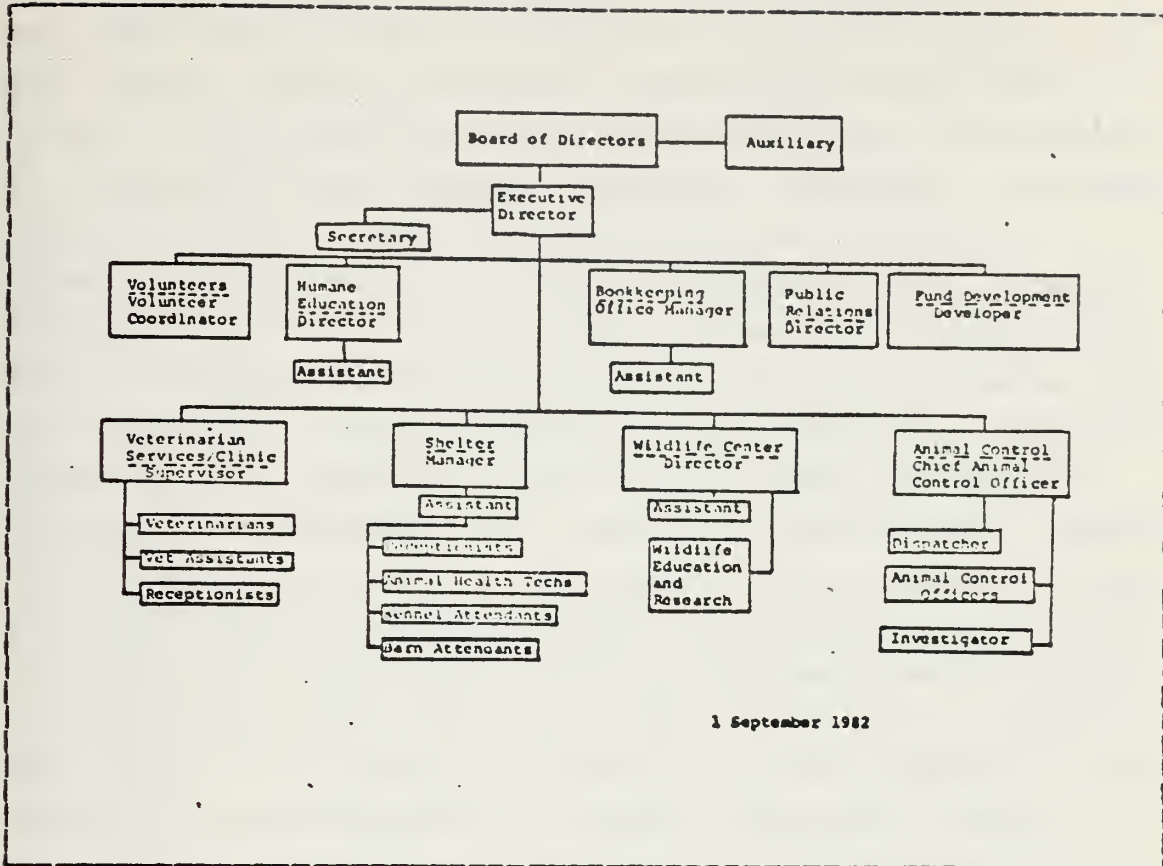 Board of Directors
Auxiliary
Executive
Director
Secretary
Volunteers
Volunteer
Coordinator
Humane
Education
Director
Bookkeeping
Office Manager
Public
Relations
Director
Fund Development
Developer
Assistant
Assistant
Veterinarian
Services/Clinic
Supervisor
Shelter
Manager
Wildlife Center
Director
Animal Control
Chief Animal
Control Officer
Veterinarians
Vet Assistants
Receptionists
Assistant
Receptionists
Animal Health Techs
Kennel Attendants
Barn Attendants
Assistant
Wildlife
Education
and
Research
Dispatcher
Animal Control
Officers
Investigator
1 September 1982